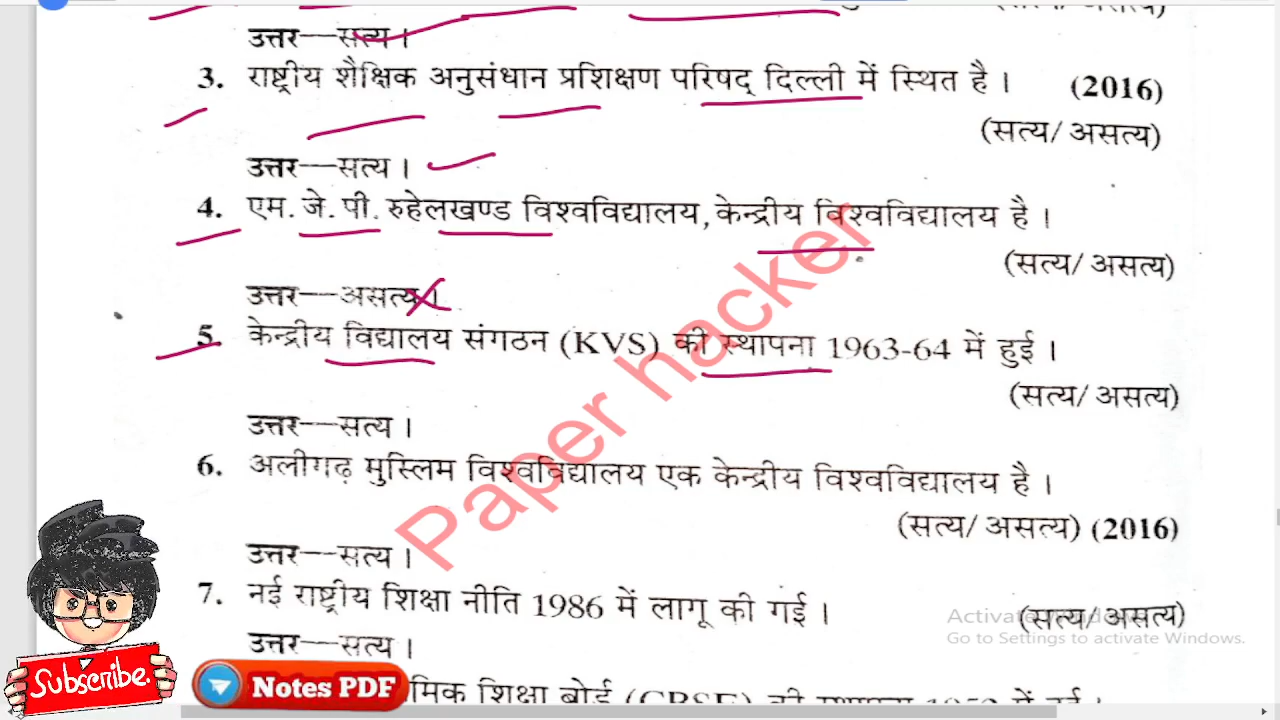 उत्तर—सत्य।
3. राष्ट्रीय शैक्षिक अनुसंधान प्रशिक्षण परिषद् दिल्ली में स्थित है। (2016)
(सत्य/ असत्य)
उत्तर—सत्य।
4. एम. जे. पी. रुहेलखण्ड विश्वविद्यालय, केन्द्रीय विश्वविद्यालय है।
(सत्य/ असत्य)
उत्तर—असत्य।
5. केन्द्रीय विद्यालय संगठन (KVS) की स्थापना 1963-64 में हुई।
(सत्य/ असत्य)
उत्तर—सत्य।
6. अलीगढ़ मुस्लिम विश्वविद्यालय एक केन्द्रीय विश्वविद्यालय है।
(सत्य/ असत्य) (2016)
उत्तर—सत्य।
7. नई राष्ट्रीय शिक्षा नीति 1986 में लागू की गई। (सत्य/ असत्य)
उत्तर—सत्य।
शिक्षा बोर्ड (CBSE) की स्थापना
Paper hacker
Activate Windows
Go to Settings to activate Windows.
Subscribe.
Notes PDF